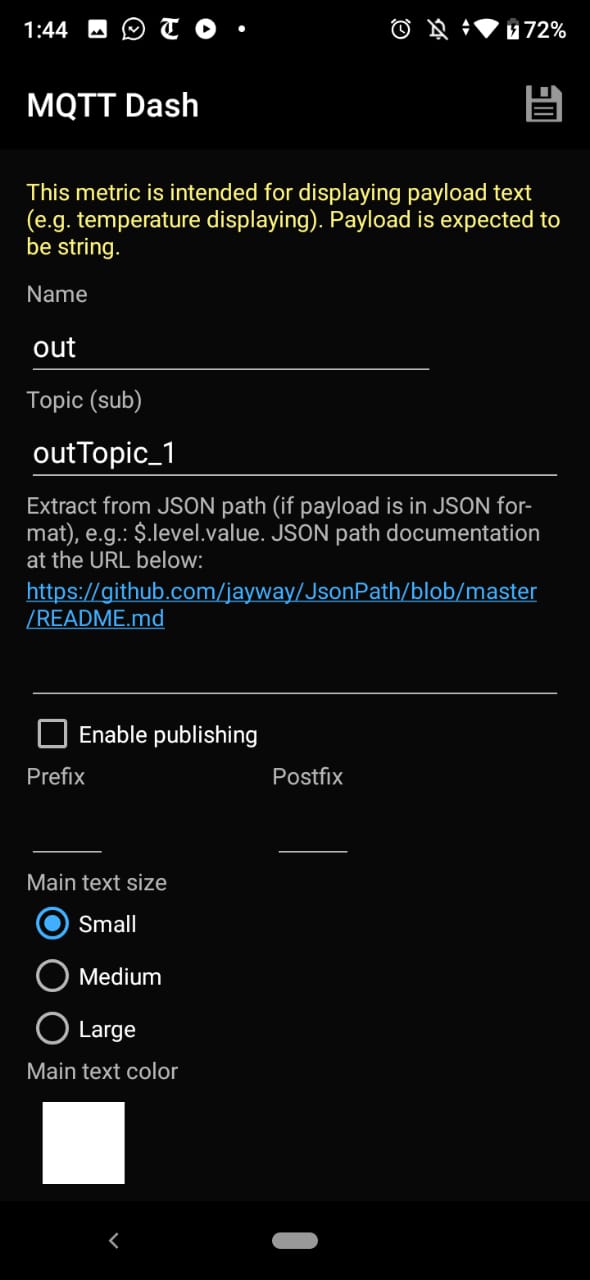 1:44
72%
MQTT Dash
This metric is intended for displaying payload text
(e.g. temperature displaying). Payload is expected to
be string.
Name
out
Topic (sub)
outTopic_1
Extract from JSON path (if payload is in JSON for-
mat), e.g.: $.level.value. JSON path documentation
at the URL below:
https://github.com/jayway/JsonPath/blob/master
/README.md
Enable publishing
Prefix Postfix
Main text size
Small
Medium
Large
Main text color